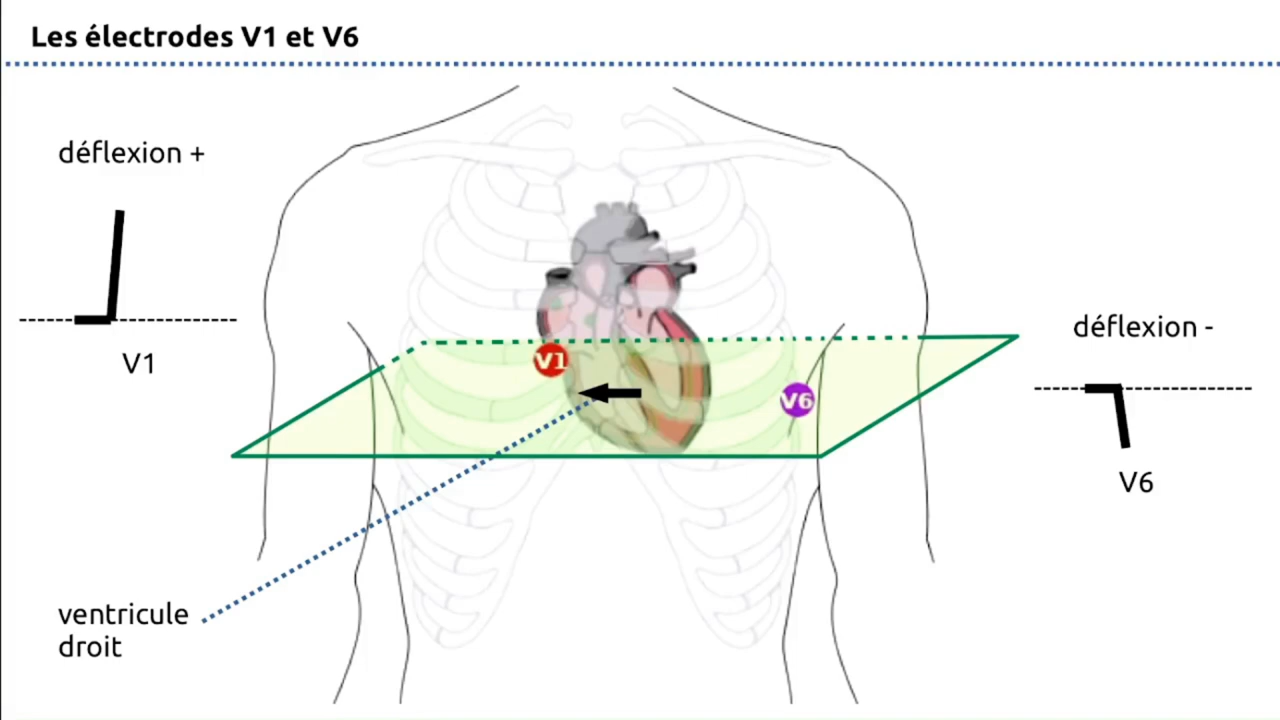 Les électrodes V1 et V6
déflexion +
V1
V1
V6
déflexion -
V6
ventricule
droit